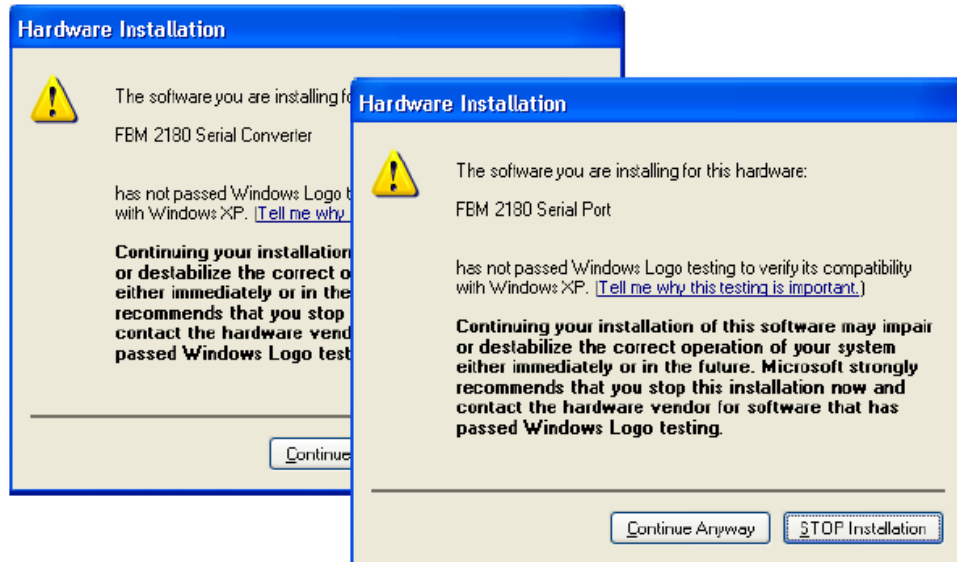 Hardware Installation
The software you are installing fo
FBM 2180 Serial Converter
has not passed Windows Logo t
with Windows XP. (Tell me why
Continuing your installation
or destabilize the correct o
either immediately or in the
recommends that you stop
contact the hardware vend
passed Windows Logo test
Continue
Hardware Installation
The software you are installing for this hardware:
FBM 2180 Serial Port
has not passed Windows Logo testing to verify its compatibility
with Windows XP. (Tell me why this testing is important.)
Continuing your installation of this software may impair
or destabilize the correct operation of your system
either immediately or in the future. Microsoft strongly
recommends that you stop this installation now and
contact the hardware vendor for software that has
passed Windows Logo testing.
Continue Anyway STOP Installation